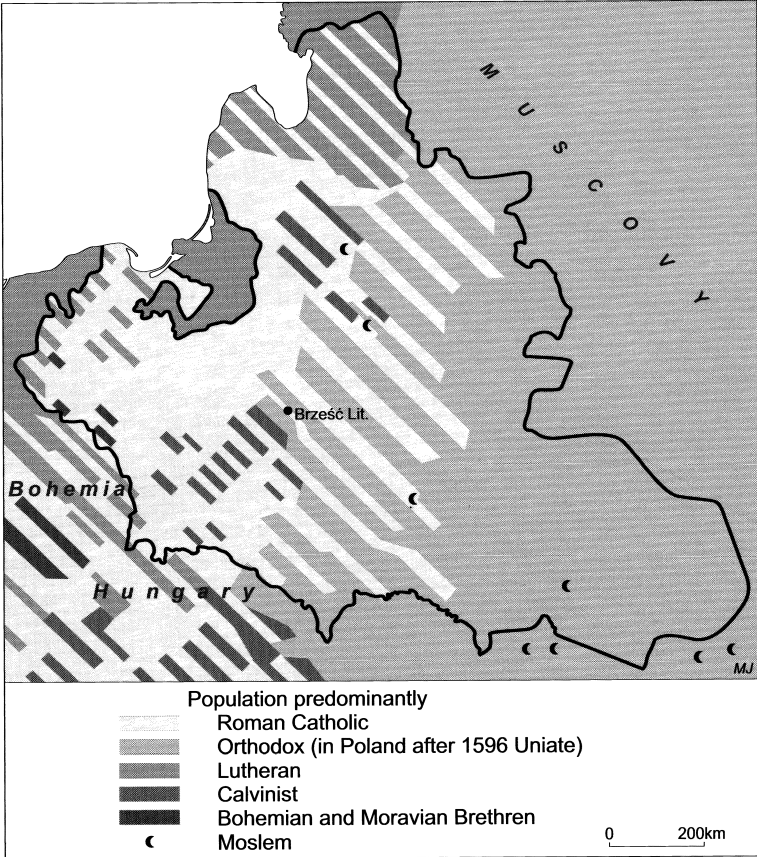 MUSCOVY
Brześć Lit.
Bohemia
Hungary
MJ
Population predominantly
Roman Catholic
Orthodox (in Poland after 1596 Uniate)
Lutheran
Calvinist
Bohemian and Moravian Brethren
Moslem
0 200km